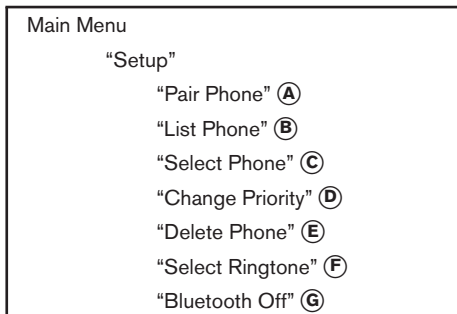 Main Menu
“Setup”
“Pair Phone” Ⓐ
“List Phone” Ⓑ
“Select Phone” Ⓒ
“Change Priority” Ⓓ
“Delete Phone” Ⓔ
“Select Ringtone” Ⓕ
“Bluetooth Off” Ⓖ